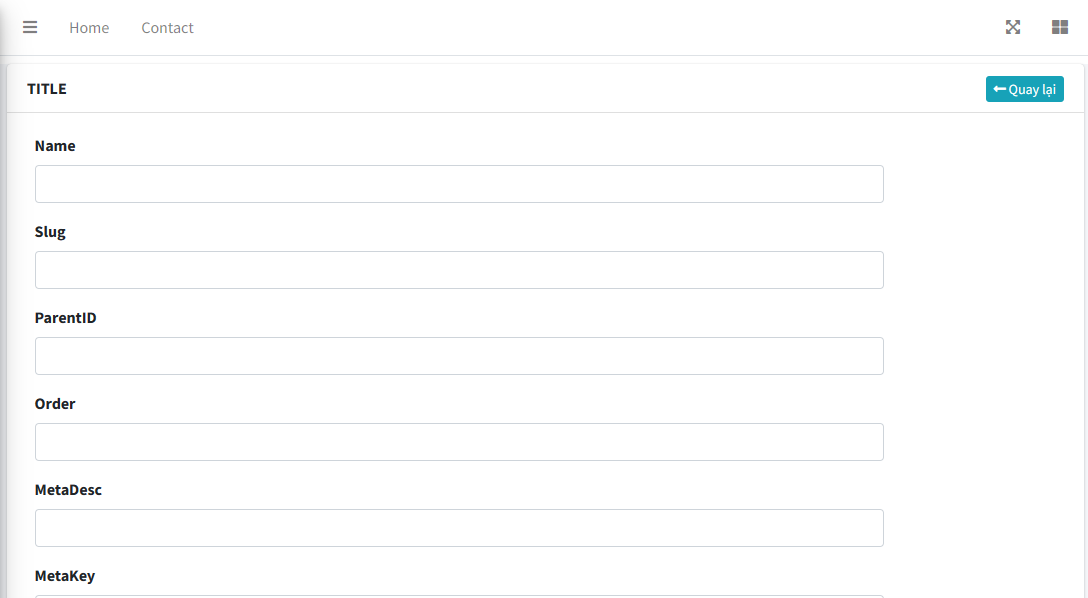 Home Contact
TITLE Quay lại
Name
Slug
ParentID
Order
MetaDesc
MetaKey